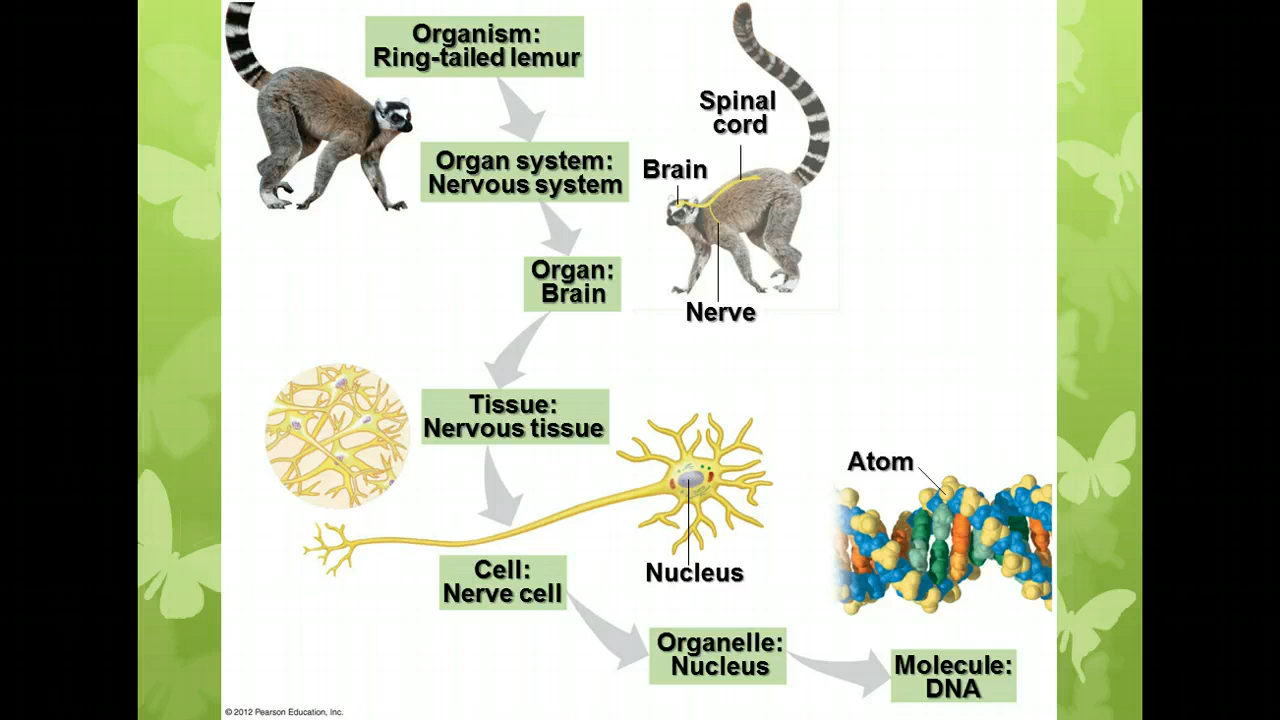 Organism:
Ring-tailed lemur
Spinal
cord
Organ system:
Nervous system
Brain
Organ:
Brain
Nerve
Tissue:
Nervous tissue
Atom
Cell:
Nerve cell
Nucleus
Organelle:
Nucleus
Molecule:
DNA
© 2012 Pearson Education, Inc.